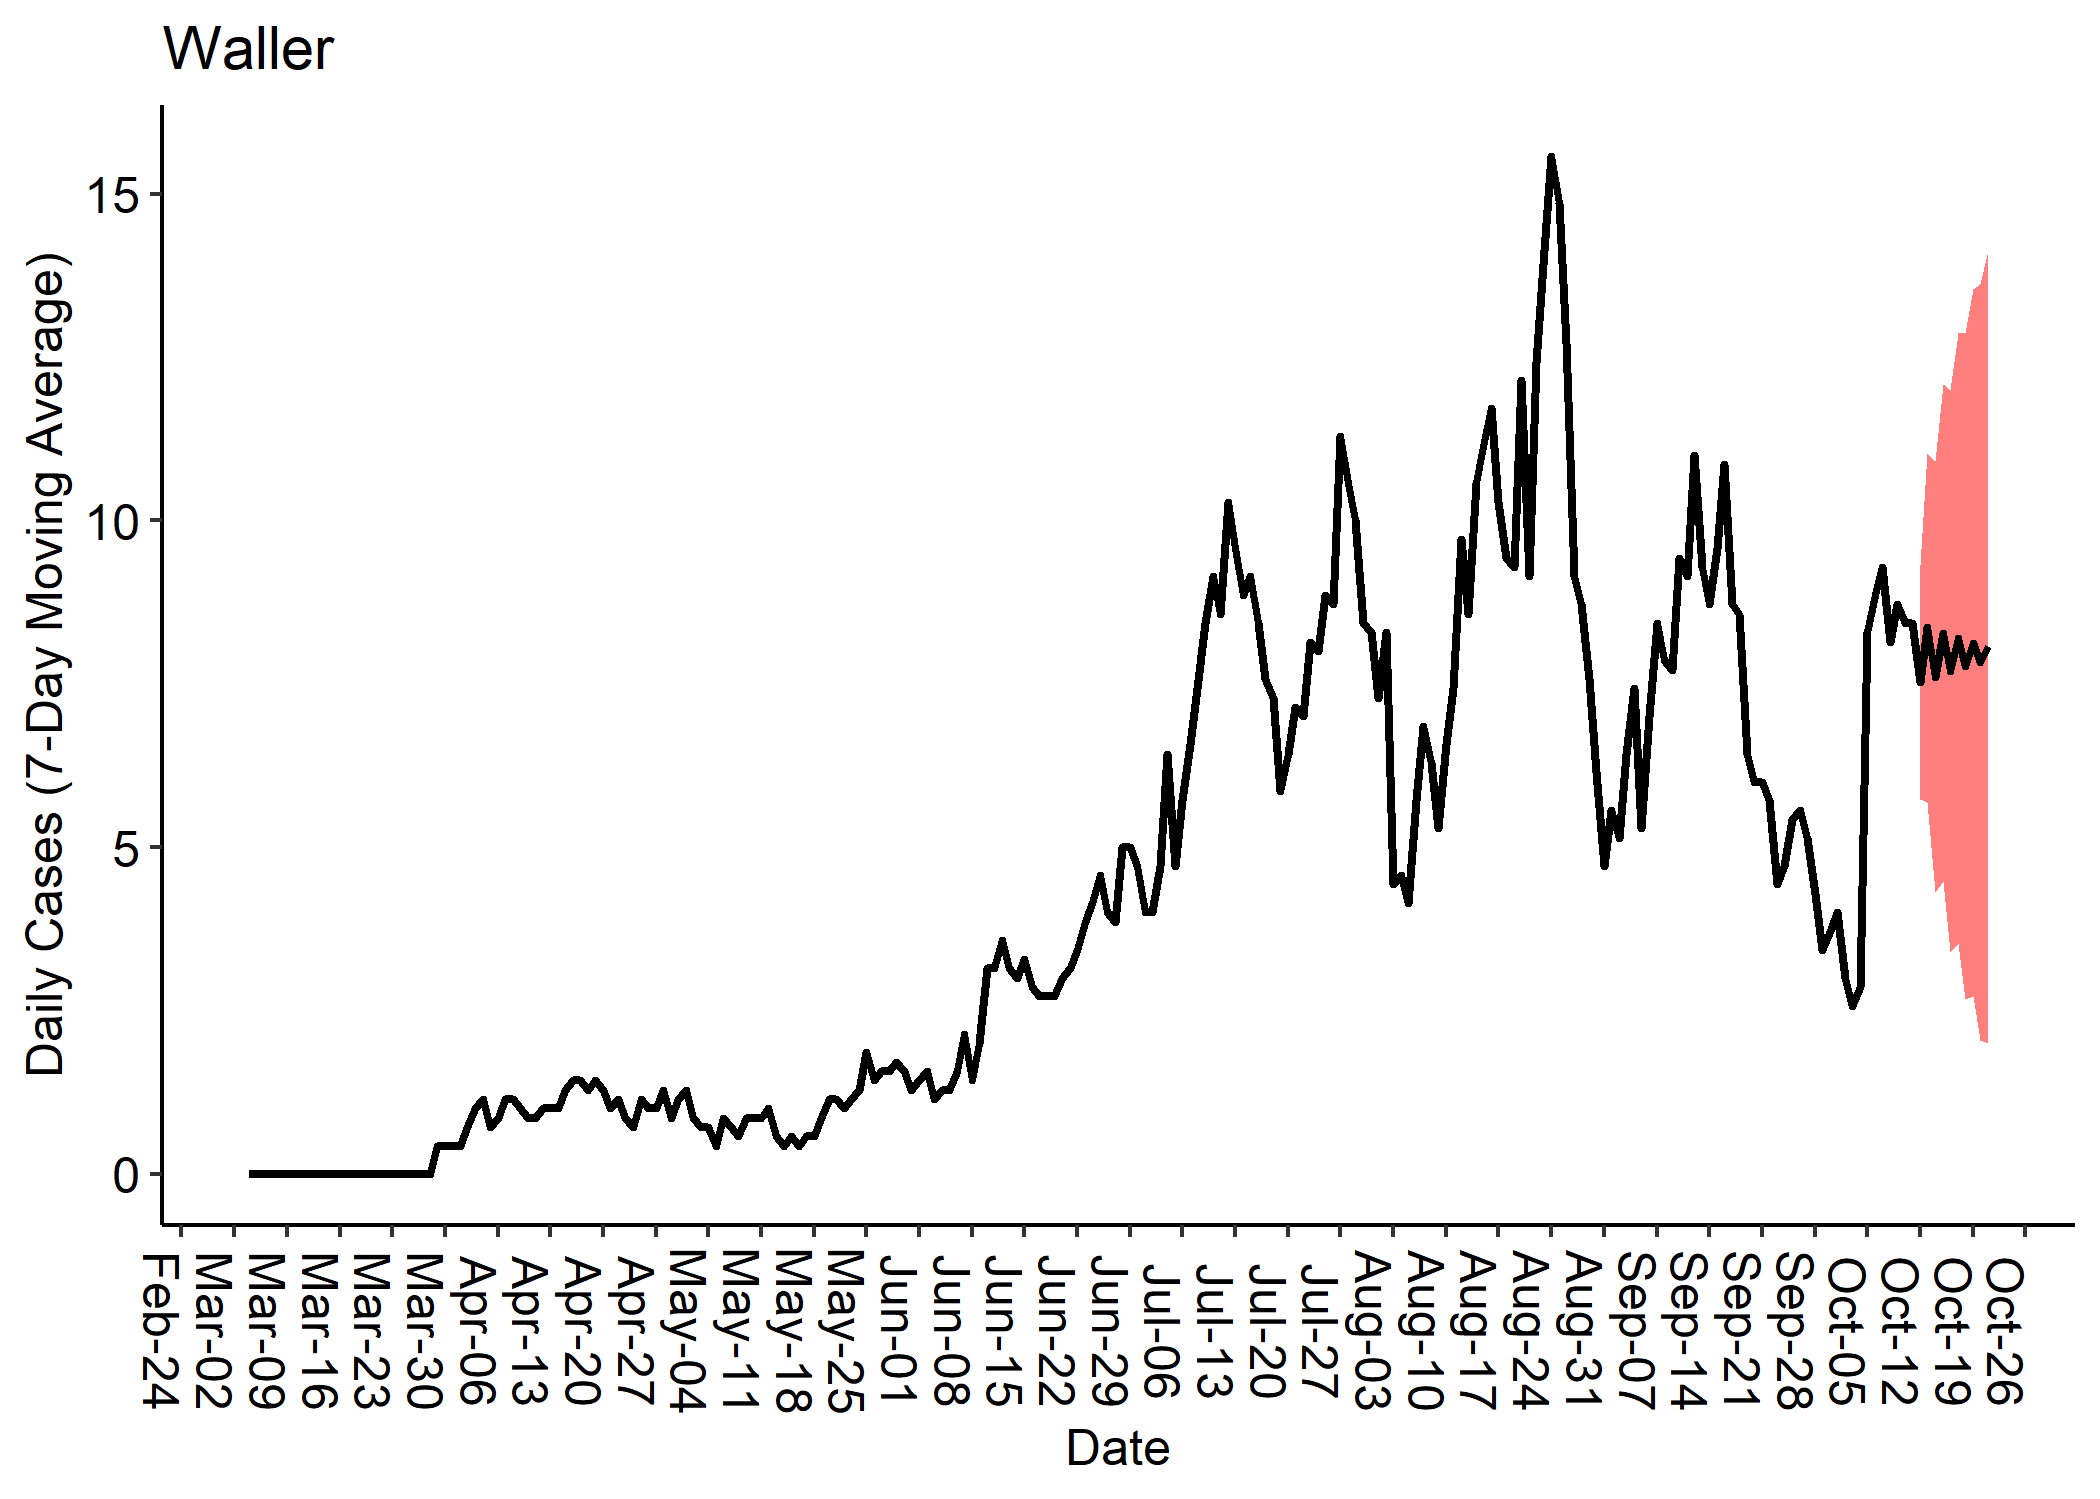 Waller
Daily Cases (7-Day Moving Average)
15
10
5
0
Feb-24
Mar-02
Mar-09
Mar-16
Mar-23
Mar-30
Apr-06
Apr-13
Apr-20
Apr-27
May-04
May-11
May-18
May-25
Jun-01
Jun-08
Jun-15
Jun-22
Jun-29
Jul-06
Jul-13
Jul-20
Jul-27
Aug-03
Aug-10
Aug-17
Aug-24
Aug-31
Sep-07
Sep-14
Sep-21
Sep-28
Oct-05
Oct-12
Oct-19
Oct-26
Date